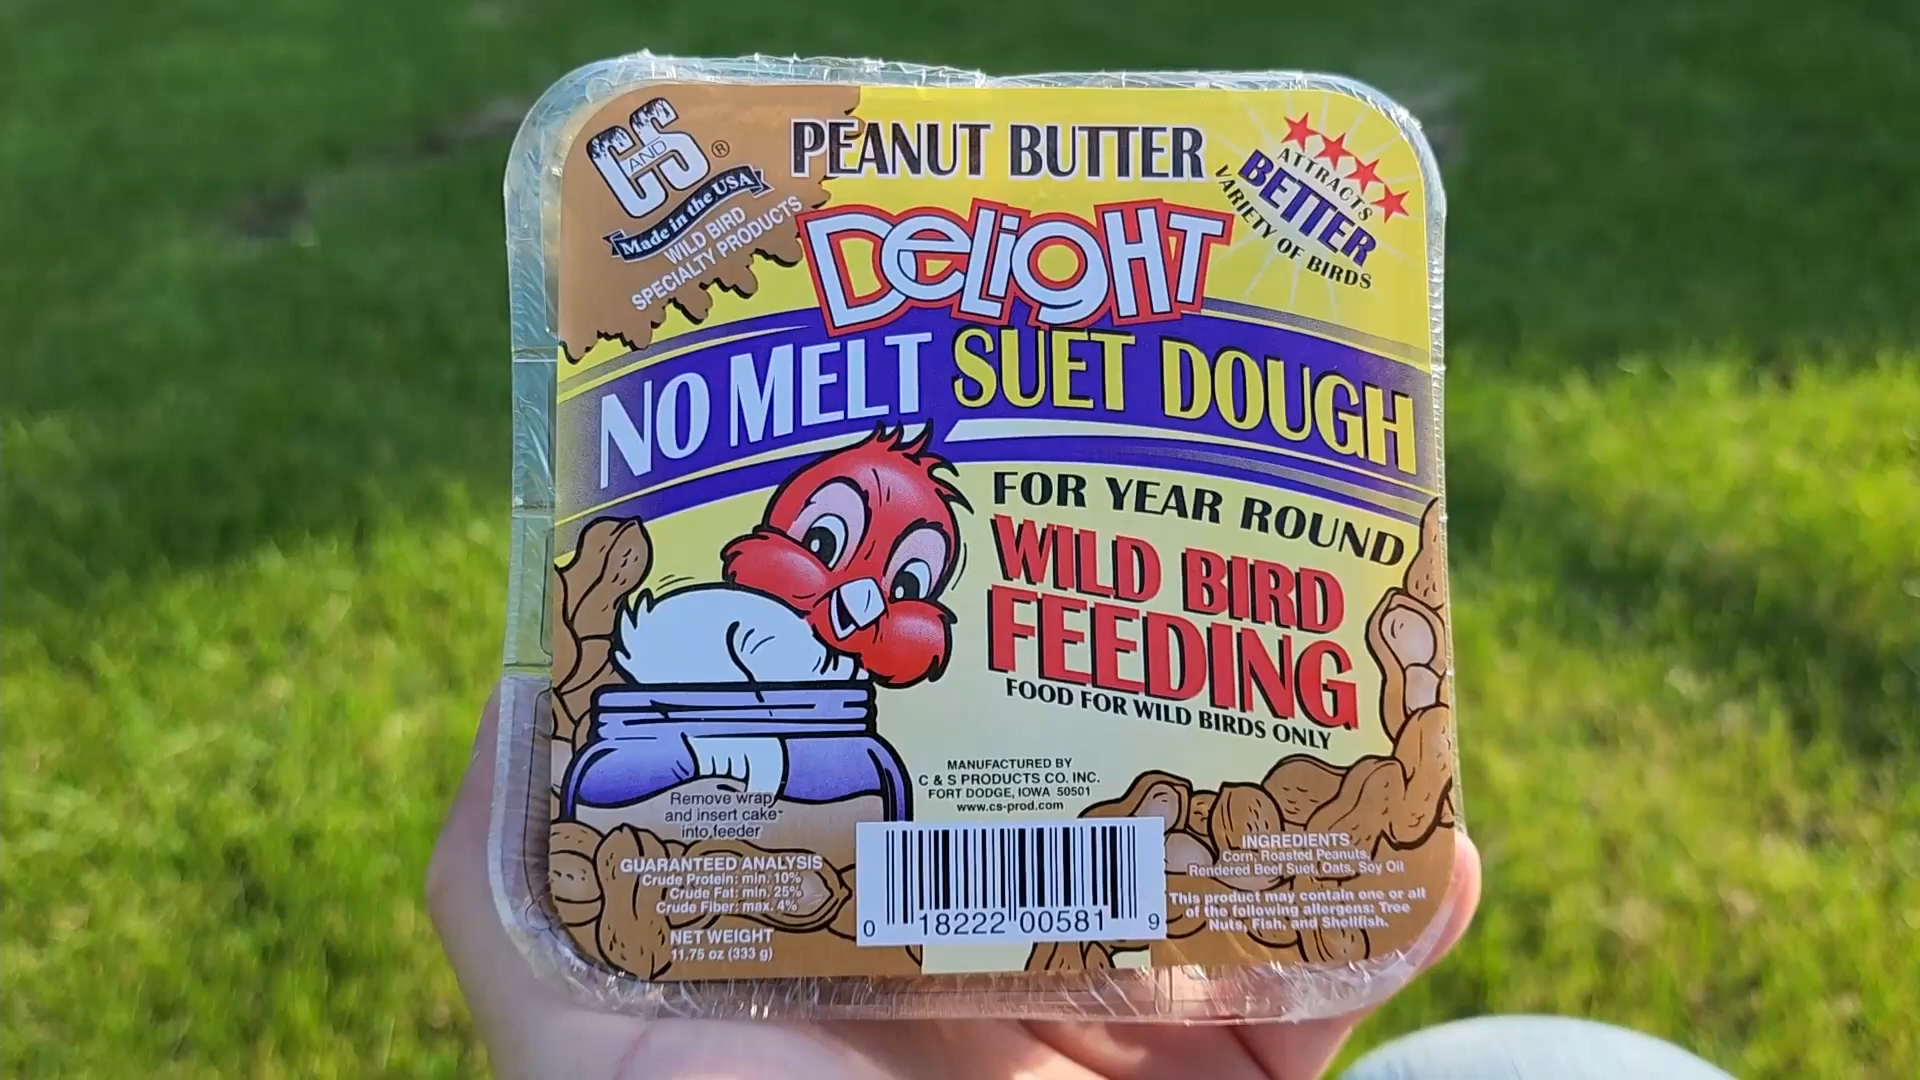 C AND S ®
Made in the USA
WILD BIRD
SPECIALTY PRODUCTS
PEANUT BUTTER
DELIGHT
ATTRACTS
BETTER
VARIETY OF BIRDS
NO MELT SUET DOUGH
FOR YEAR ROUND
WILD BIRD
FEEDING
FOOD FOR WILD BIRDS ONLY
MANUFACTURED BY
C & S PRODUCTS CO. INC.
FORT DODGE, IOWA 50501
www.cs-prod.com
Remove wrap
and insert cake
into feeder
GUARANTEED ANALYSIS
Crude Protein: min. 10%
Crude Fat: min. 25%
Crude Fiber: max. 4%
NET WEIGHT
11.75 oz (333 g)
0 18222 00581 9
INGREDIENTS
Corn, Roasted Peanuts,
Rendered Beef Suet, Oats, Soy Oil
This product may contain one or all
of the following allergens: Tree
Nuts, Fish, and Shellfish.